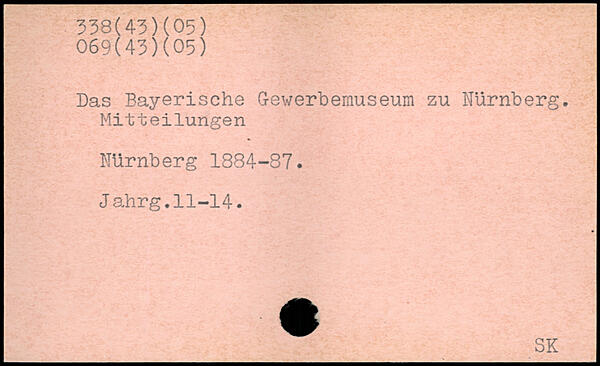 338(43)(05)
069(43)(05)
Das Bayerische Gewerbemuseum zu Nürnberg.
Mitteilungen
Nürnberg 1884-87.
Jahrg.11-14.
SK